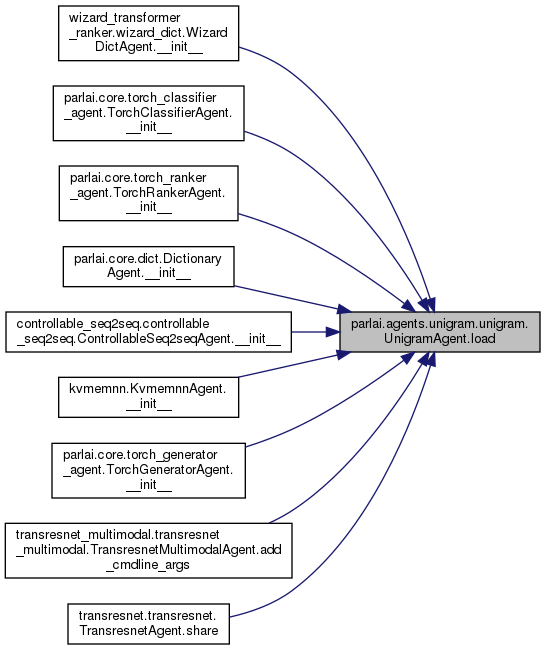 wizard_transformer
_ranker.wizard_dict.Wizard
DictAgent.__init__
parlai.core.torch_classifier
_agent.TorchClassifierAgent.
__init__
parlai.core.torch_ranker
_agent.TorchRankerAgent.
__init__
parlai.core.dict.Dictionary
Agent.__init__
controllable_seq2seq.controllable
_seq2seq.ControllableSeq2seqAgent.__init__
kvmemnn.KvmemnnAgent.
__init__
parlai.core.torch_generator
_agent.TorchGeneratorAgent.
__init__
transresnet_multimodal.transresnet
_multimodal.TransresnetMultimodalAgent.add
_cmdline_args
transresnet.transresnet.
TransresnetAgent.share
parlai.agents.unigram.unigram.
UnigramAgent.load